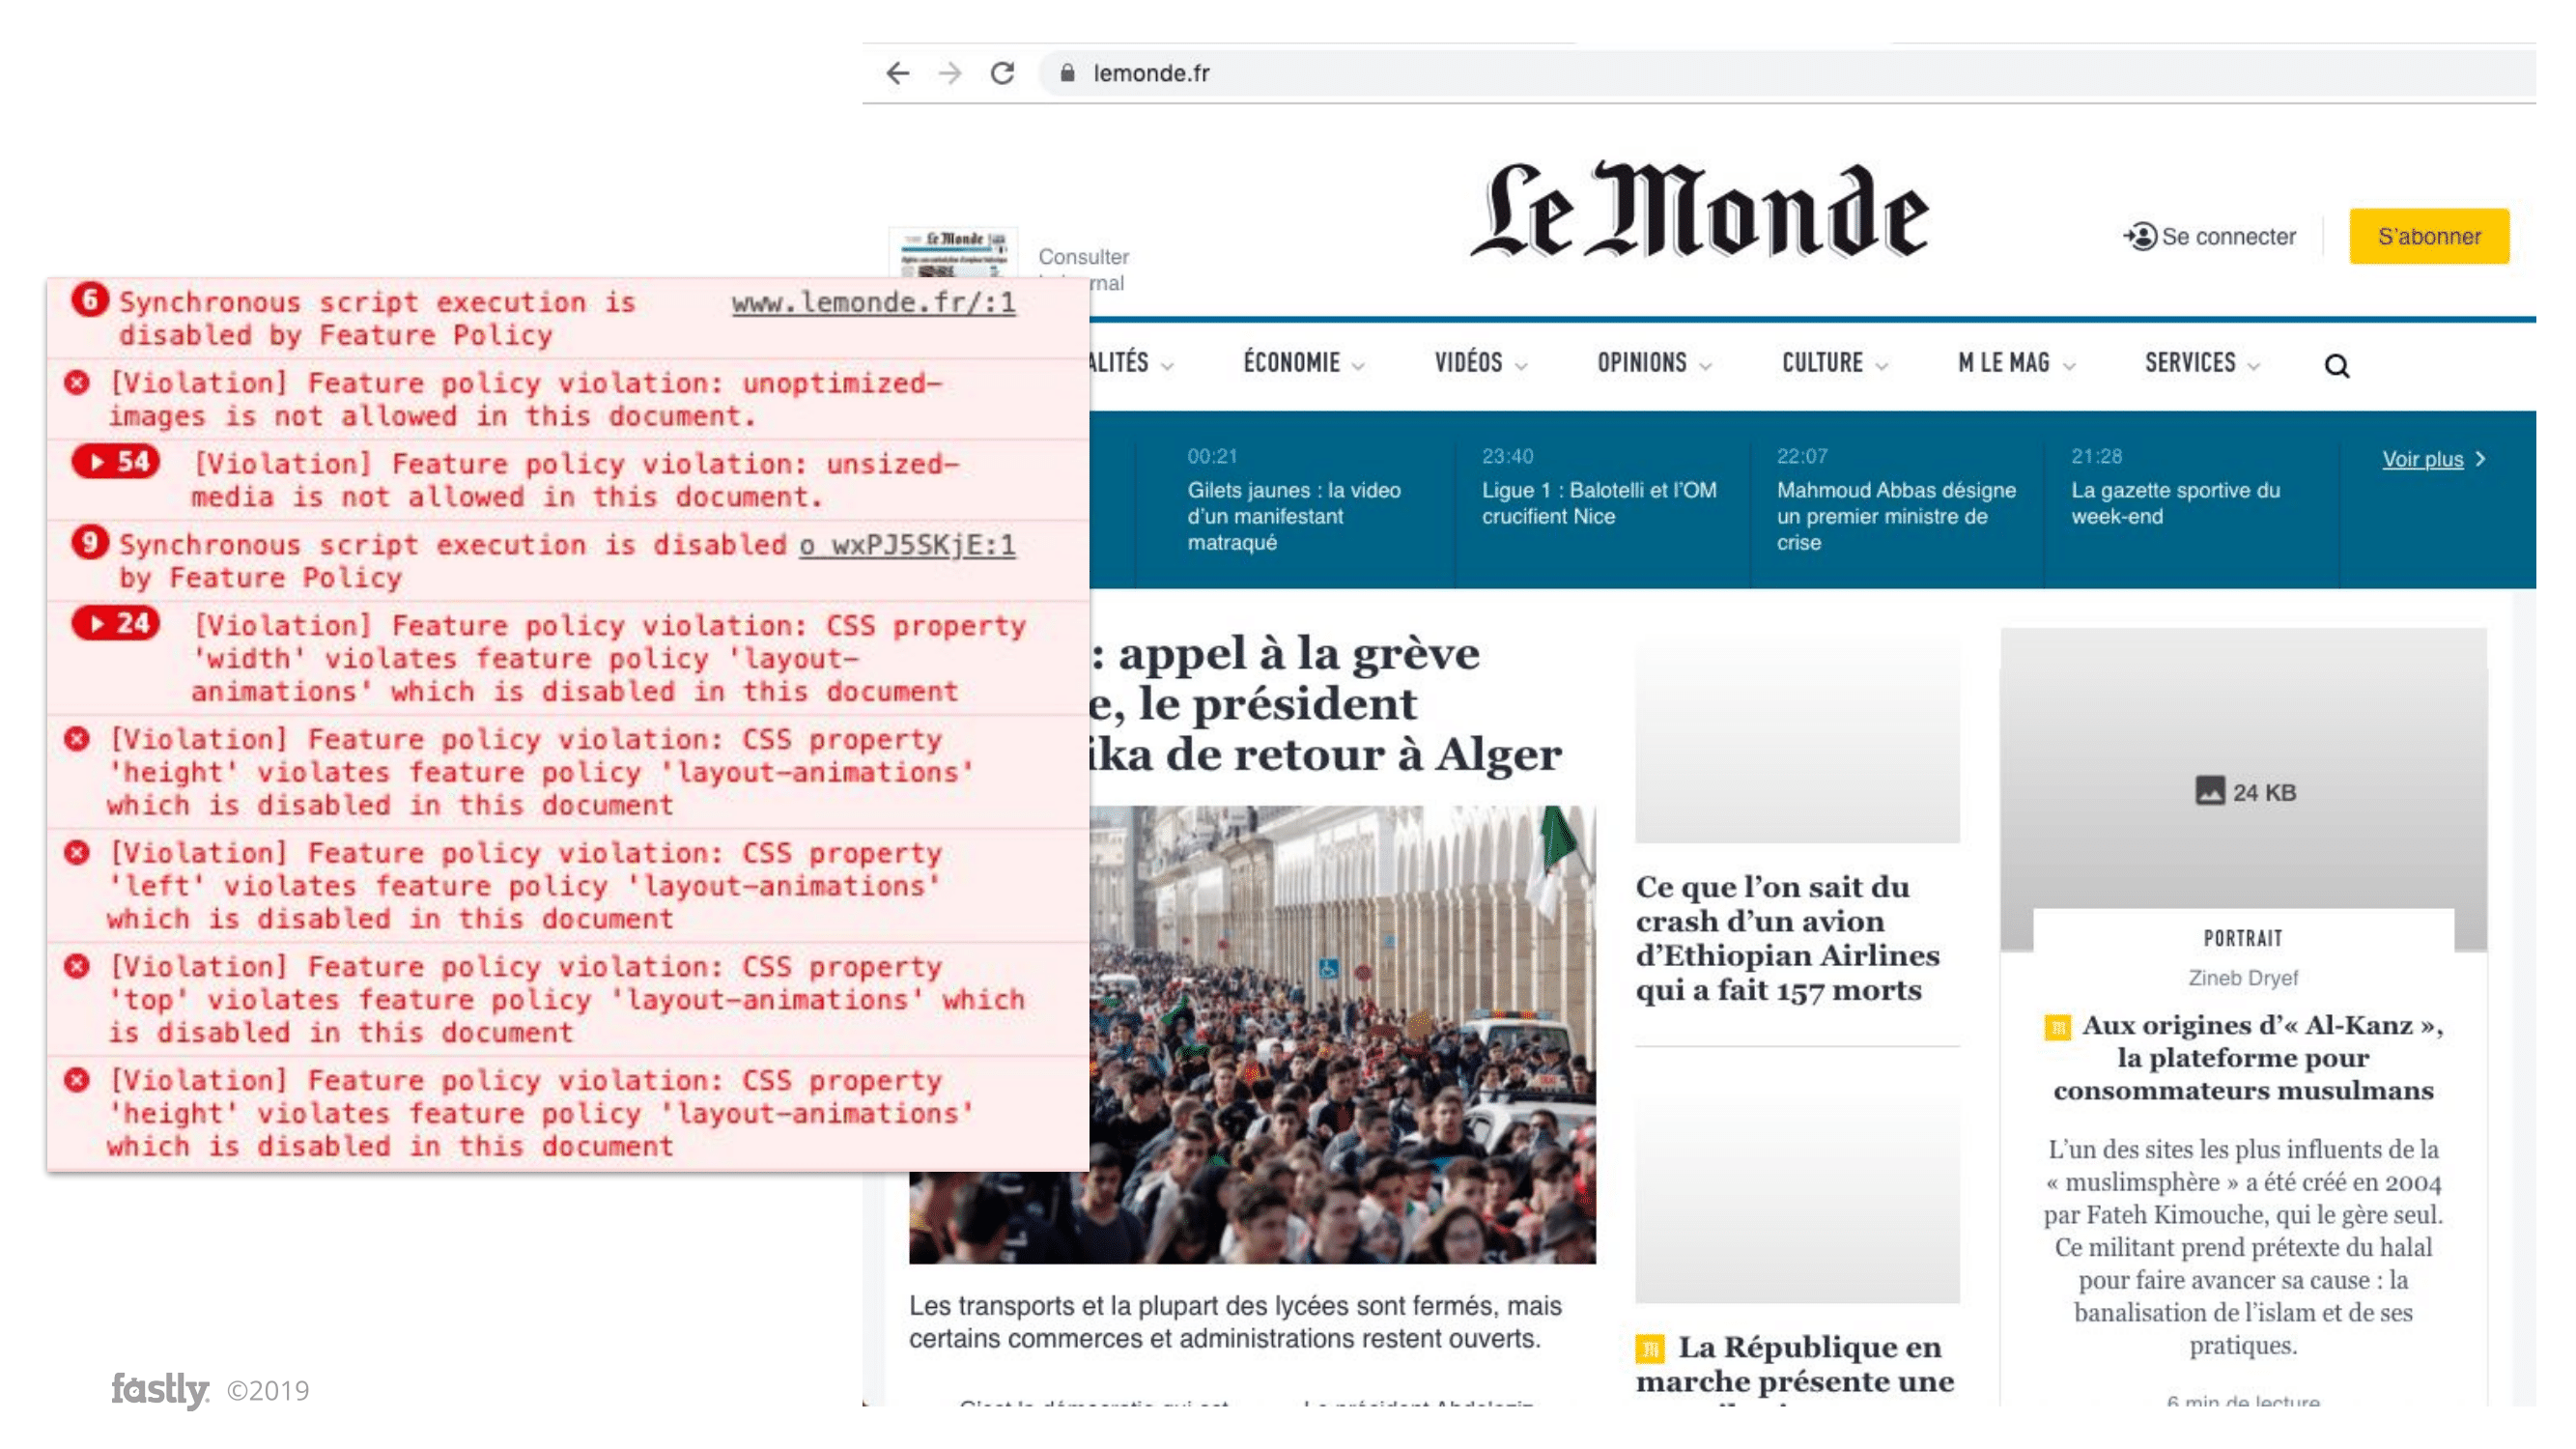 lemonde.fr
Le Monde
Le Monde
Consulter
rnal
Se connecter
S'abonner
6 Synchronous script execution is www.lemonde.fr/:1
disabled by Feature Policy
[Violation] Feature policy violation: unoptimized-
images is not allowed in this document.
54 [Violation] Feature policy violation: unsized-
media is not allowed in this document.
9 Synchronous script execution is disabled o_wxPJ5SKjE:1
by Feature Policy
24 [Violation] Feature policy violation: CSS property
'width' violates feature policy 'layout-
animations' which is disabled in this document
[Violation] Feature policy violation: CSS property
'height' violates feature policy 'layout-animations'
which is disabled in this document
[Violation] Feature policy violation: CSS property
'left' violates feature policy 'layout-animations'
which is disabled in this document
[Violation] Feature policy violation: CSS property
'top' violates feature policy 'layout-animations' which
is disabled in this document
[Violation] Feature policy violation: CSS property
'height' violates feature policy 'layout-animations'
which is disabled in this document
ALITÉS ÉCONOMIE VIDÉOS OPINIONS CULTURE M LE MAG SERVICES
00:21
Gilets jaunes : la video
d'un manifestant
matraqué
23:40
Ligue 1 : Balotelli et l'OM
crucifient Nice
22:07
Mahmoud Abbas désigne
un premier ministre de
crise
21:28
La gazette sportive du
week-end
Voir plus
: appel à la grève
e, le président
ika de retour à Alger
Les transports et la plupart des lycées sont fermés, mais
certains commerces et administrations restent ouverts.
Ce que l'on sait du
crash d'un avion
d'Ethiopian Airlines
qui a fait 157 morts
La République en
marche présente une
24 KB
PORTRAIT
Zineb Dryef
Aux origines d'« Al-Kanz »,
la plateforme pour
consommateurs musulmans
L'un des sites les plus influents de la
« muslimsphère » a été créé en 2004
par Fateh Kimouche, qui le gère seul.
Ce militant prend prétexte du halal
pour faire avancer sa cause : la
banalisation de l'islam et de ses
pratiques.
6 min de lecture
fastly ©2019